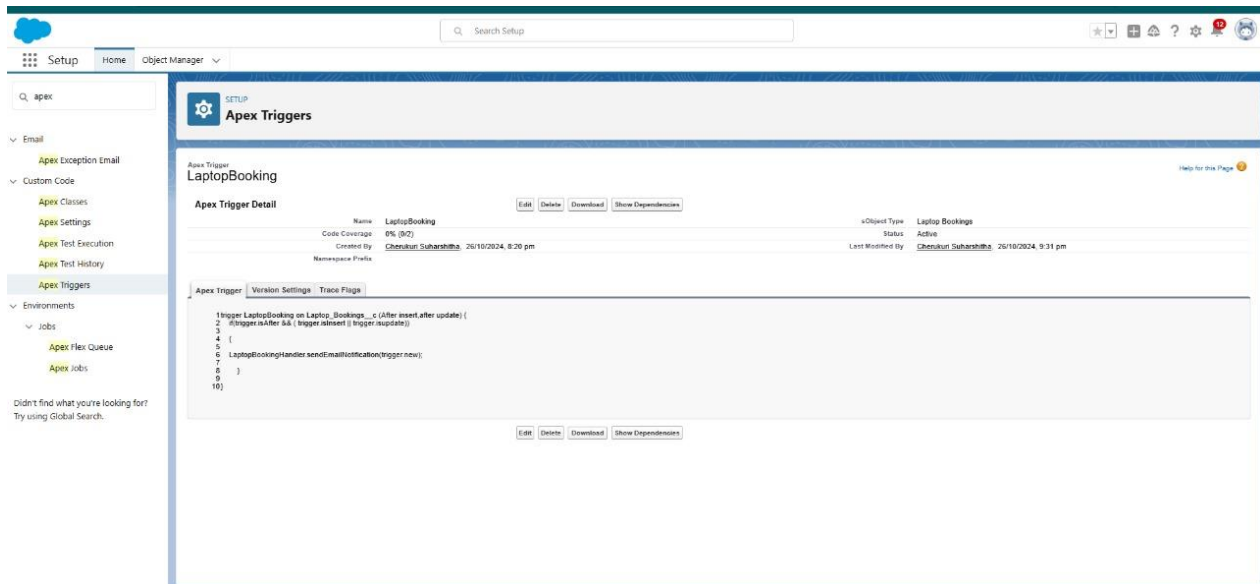 Search Setup
12
Setup Home Object Manager
apex
SETUP
Apex Triggers
Email
Apex Exception Email
Custom Code
Apex Classes
Apex Settings
Apex Test Execution
Apex Test History
Apex Triggers
Environments
Jobs
Apex Flex Queue
Apex Jobs
Didn't find what you're looking for?
Try using Global Search.
Apex Trigger
LaptopBooking
Help for this Page
Apex Trigger Detail
Edit Delete Download Show Dependencies
Name LaptopBooking sObject Type Laptop Bookings
Code Coverage 0% (0/2) Status Active
Created By Cherukuri Suharshitha, 26/10/2024, 8:20 pm Last Modified By Cherukuri Suharshitha, 26/10/2024, 9:31 pm
Namespace Prefix
Apex Trigger Version Settings Trace Flags
1 trigger LaptopBooking on Laptop_Bookings__c (After insert,after update) {
2 if(trigger.isAfter && ( trigger.isInsert || trigger.isupdate))
3
4 {
5
6 LaptopBookingHandler.sendEmailNotification(trigger.new);
7
8 }
9
10 }
Edit Delete Download Show Dependencies